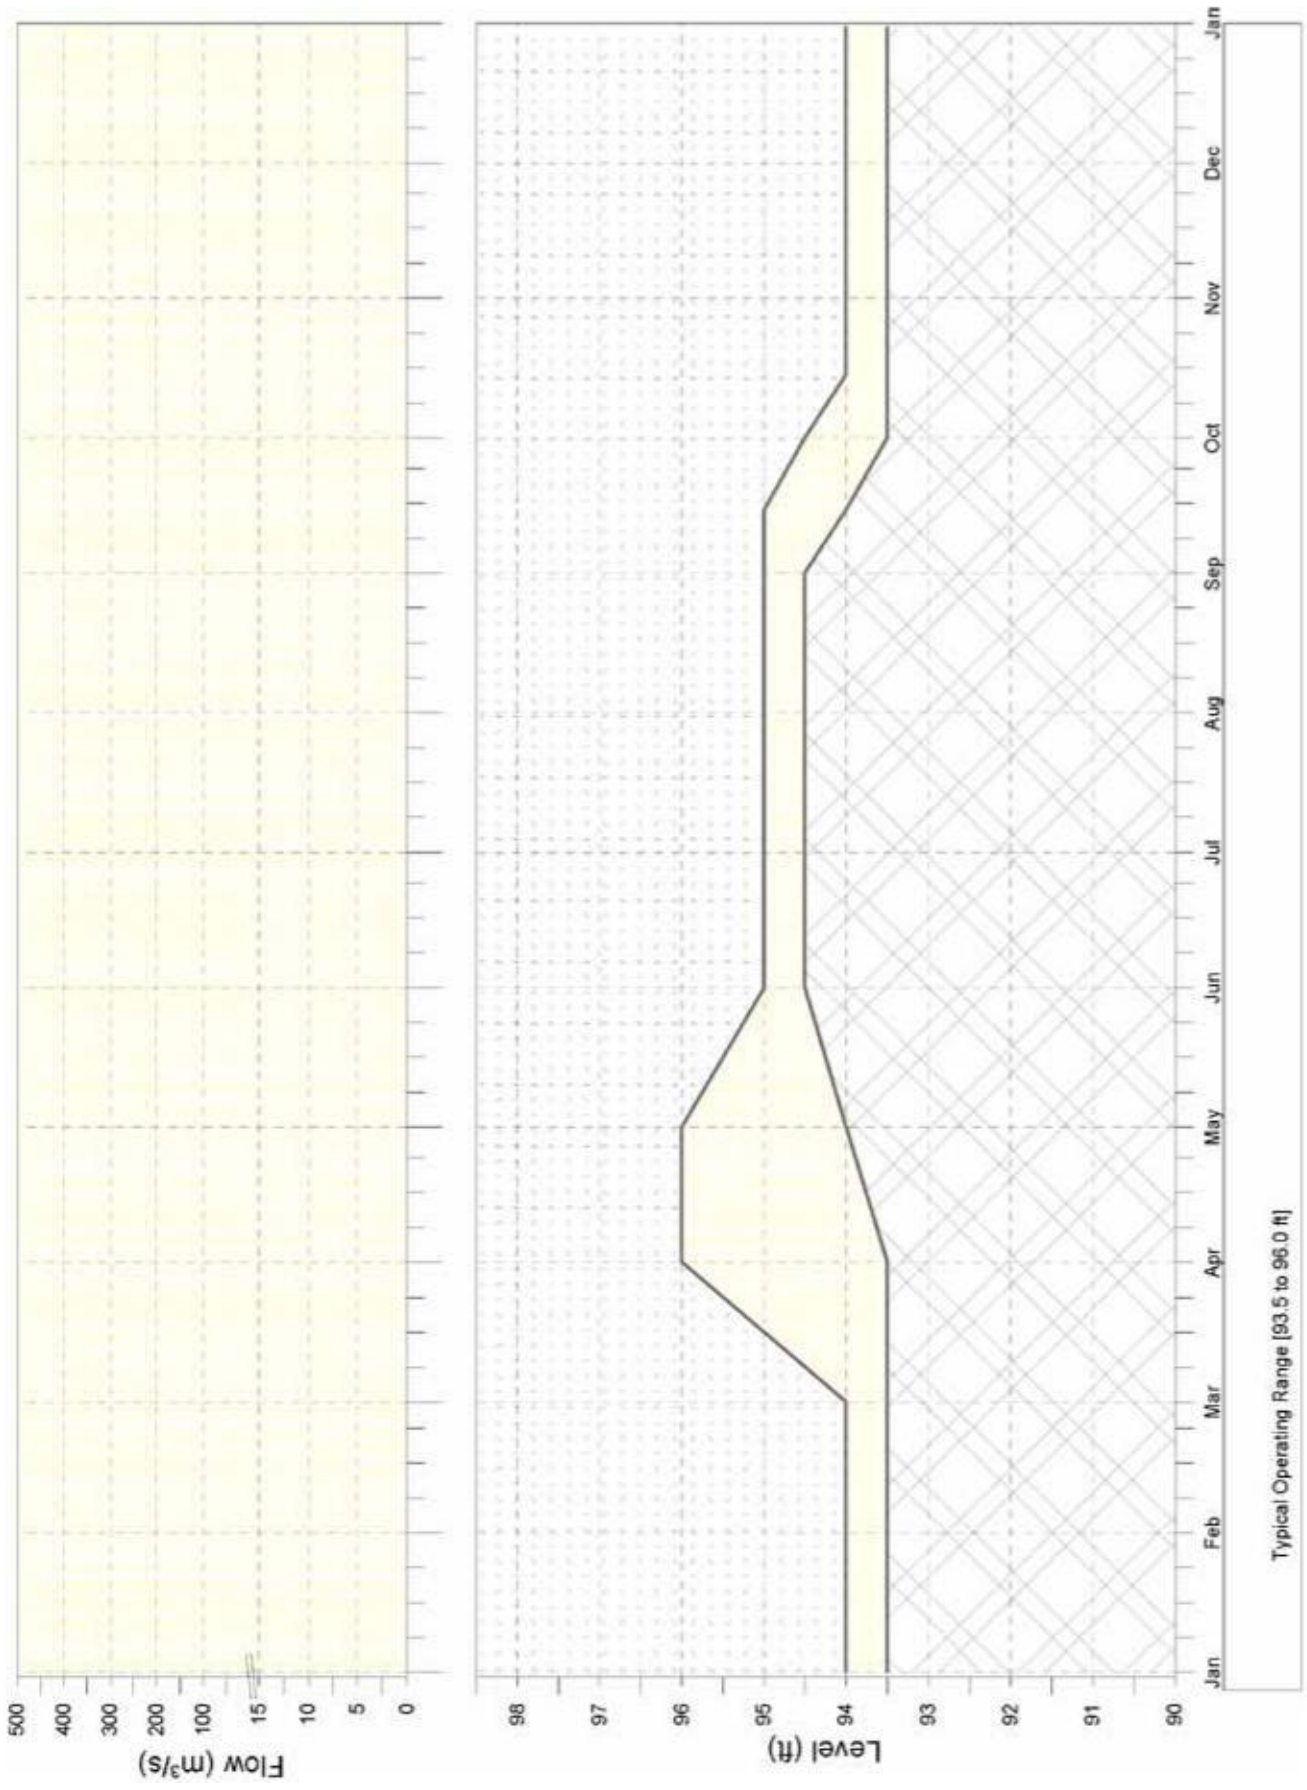 Flow (m³/s)
500
400
300
200
100
15
10
5
0
Level (ft)
98
97
96
95
94
93
92
91
90
Jan
Feb
Mar
Apr
May
Jun
Jul
Aug
Sep
Oct
Nov
Dec
Jan
Typical Operating Range [93.5 to 96.0 ft]